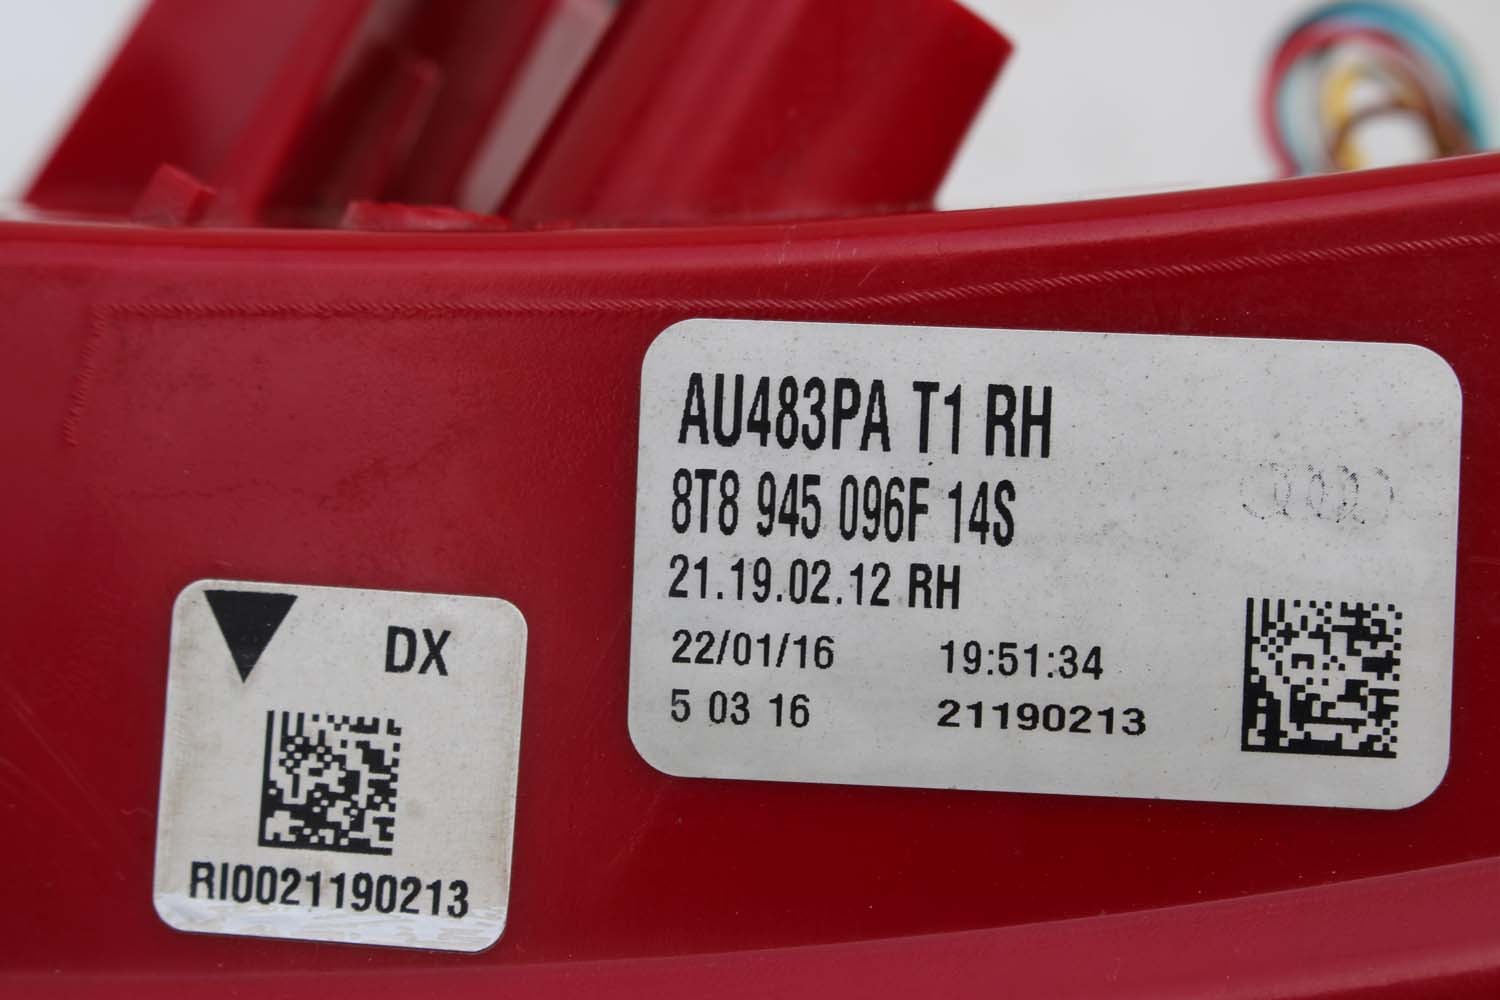 AU483PA T1 RH
8T8 945 096F 14S
21.19.02.12 RH
22/01/16 19:51:34
5 03 16 21190213
DX
RI0021190213